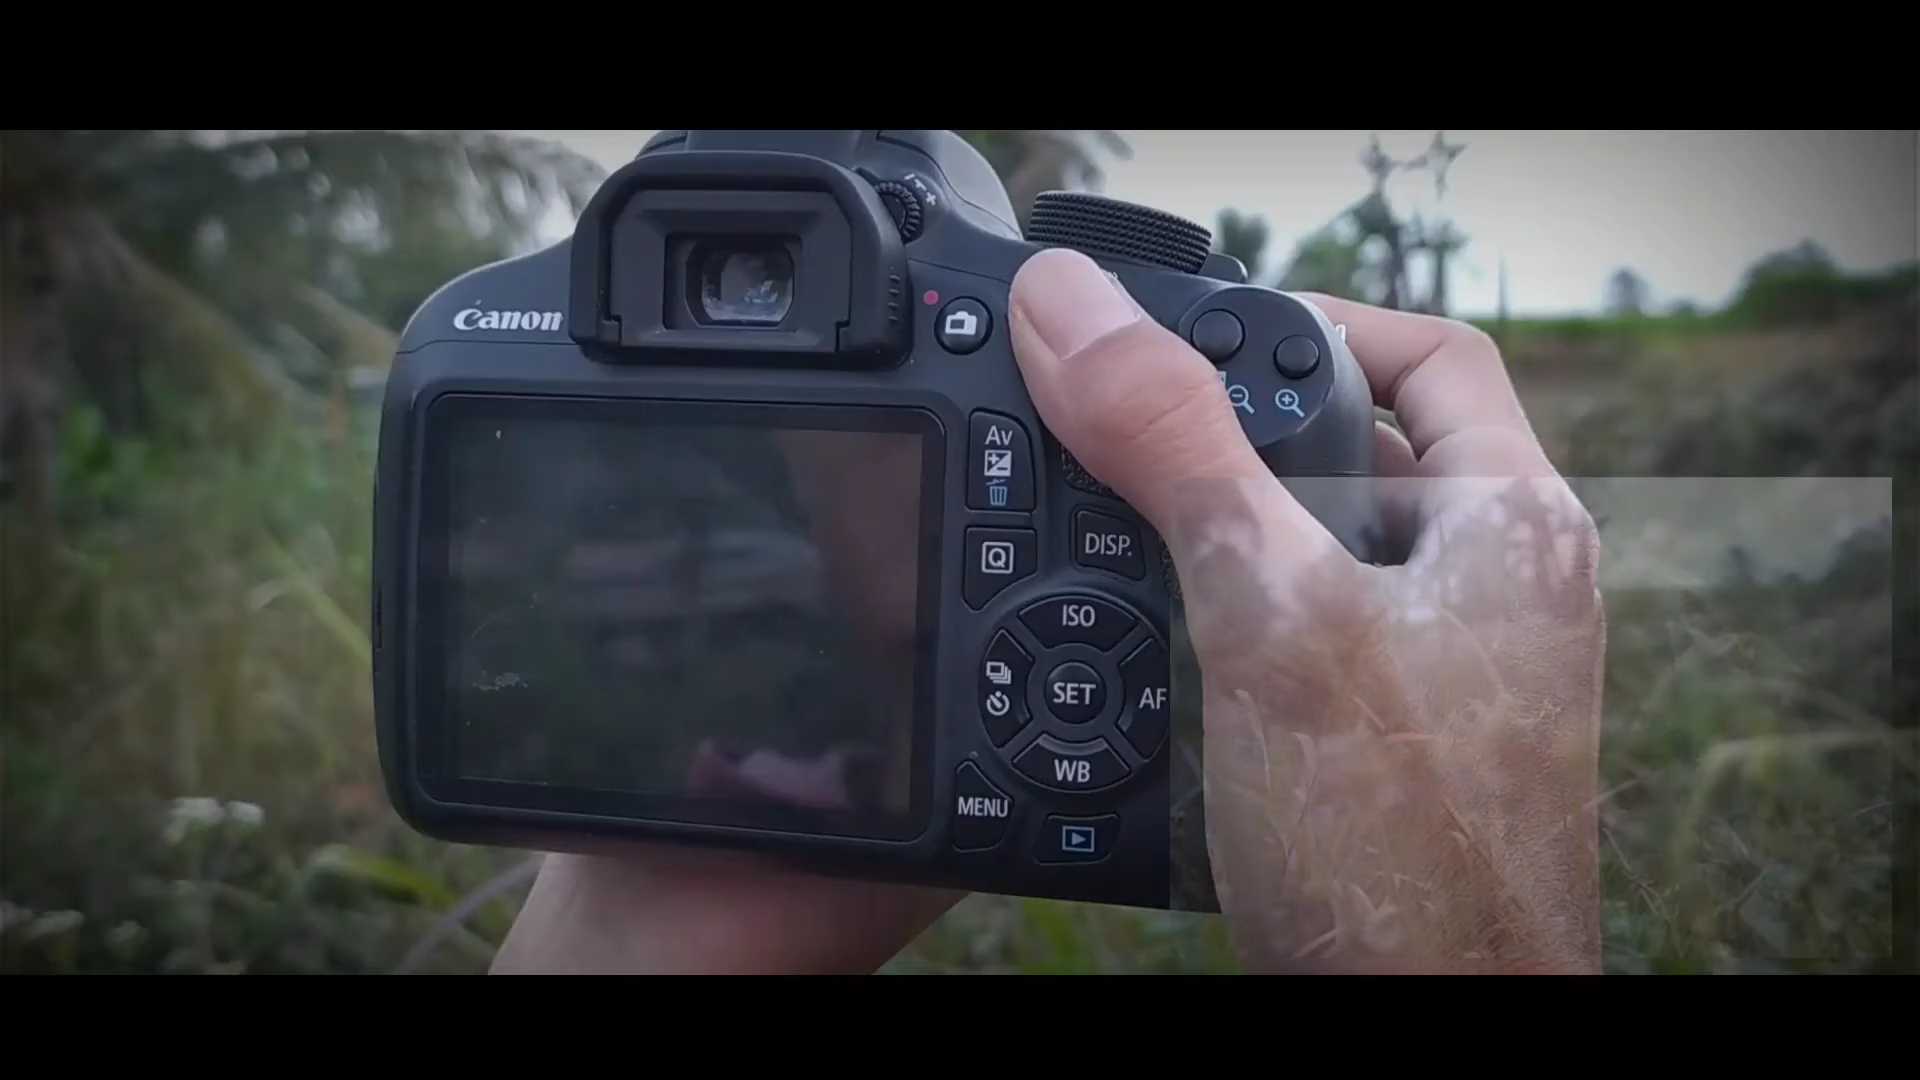 Canon
Av
Q
DISP.
ISO
SET
AF
WB
MENU